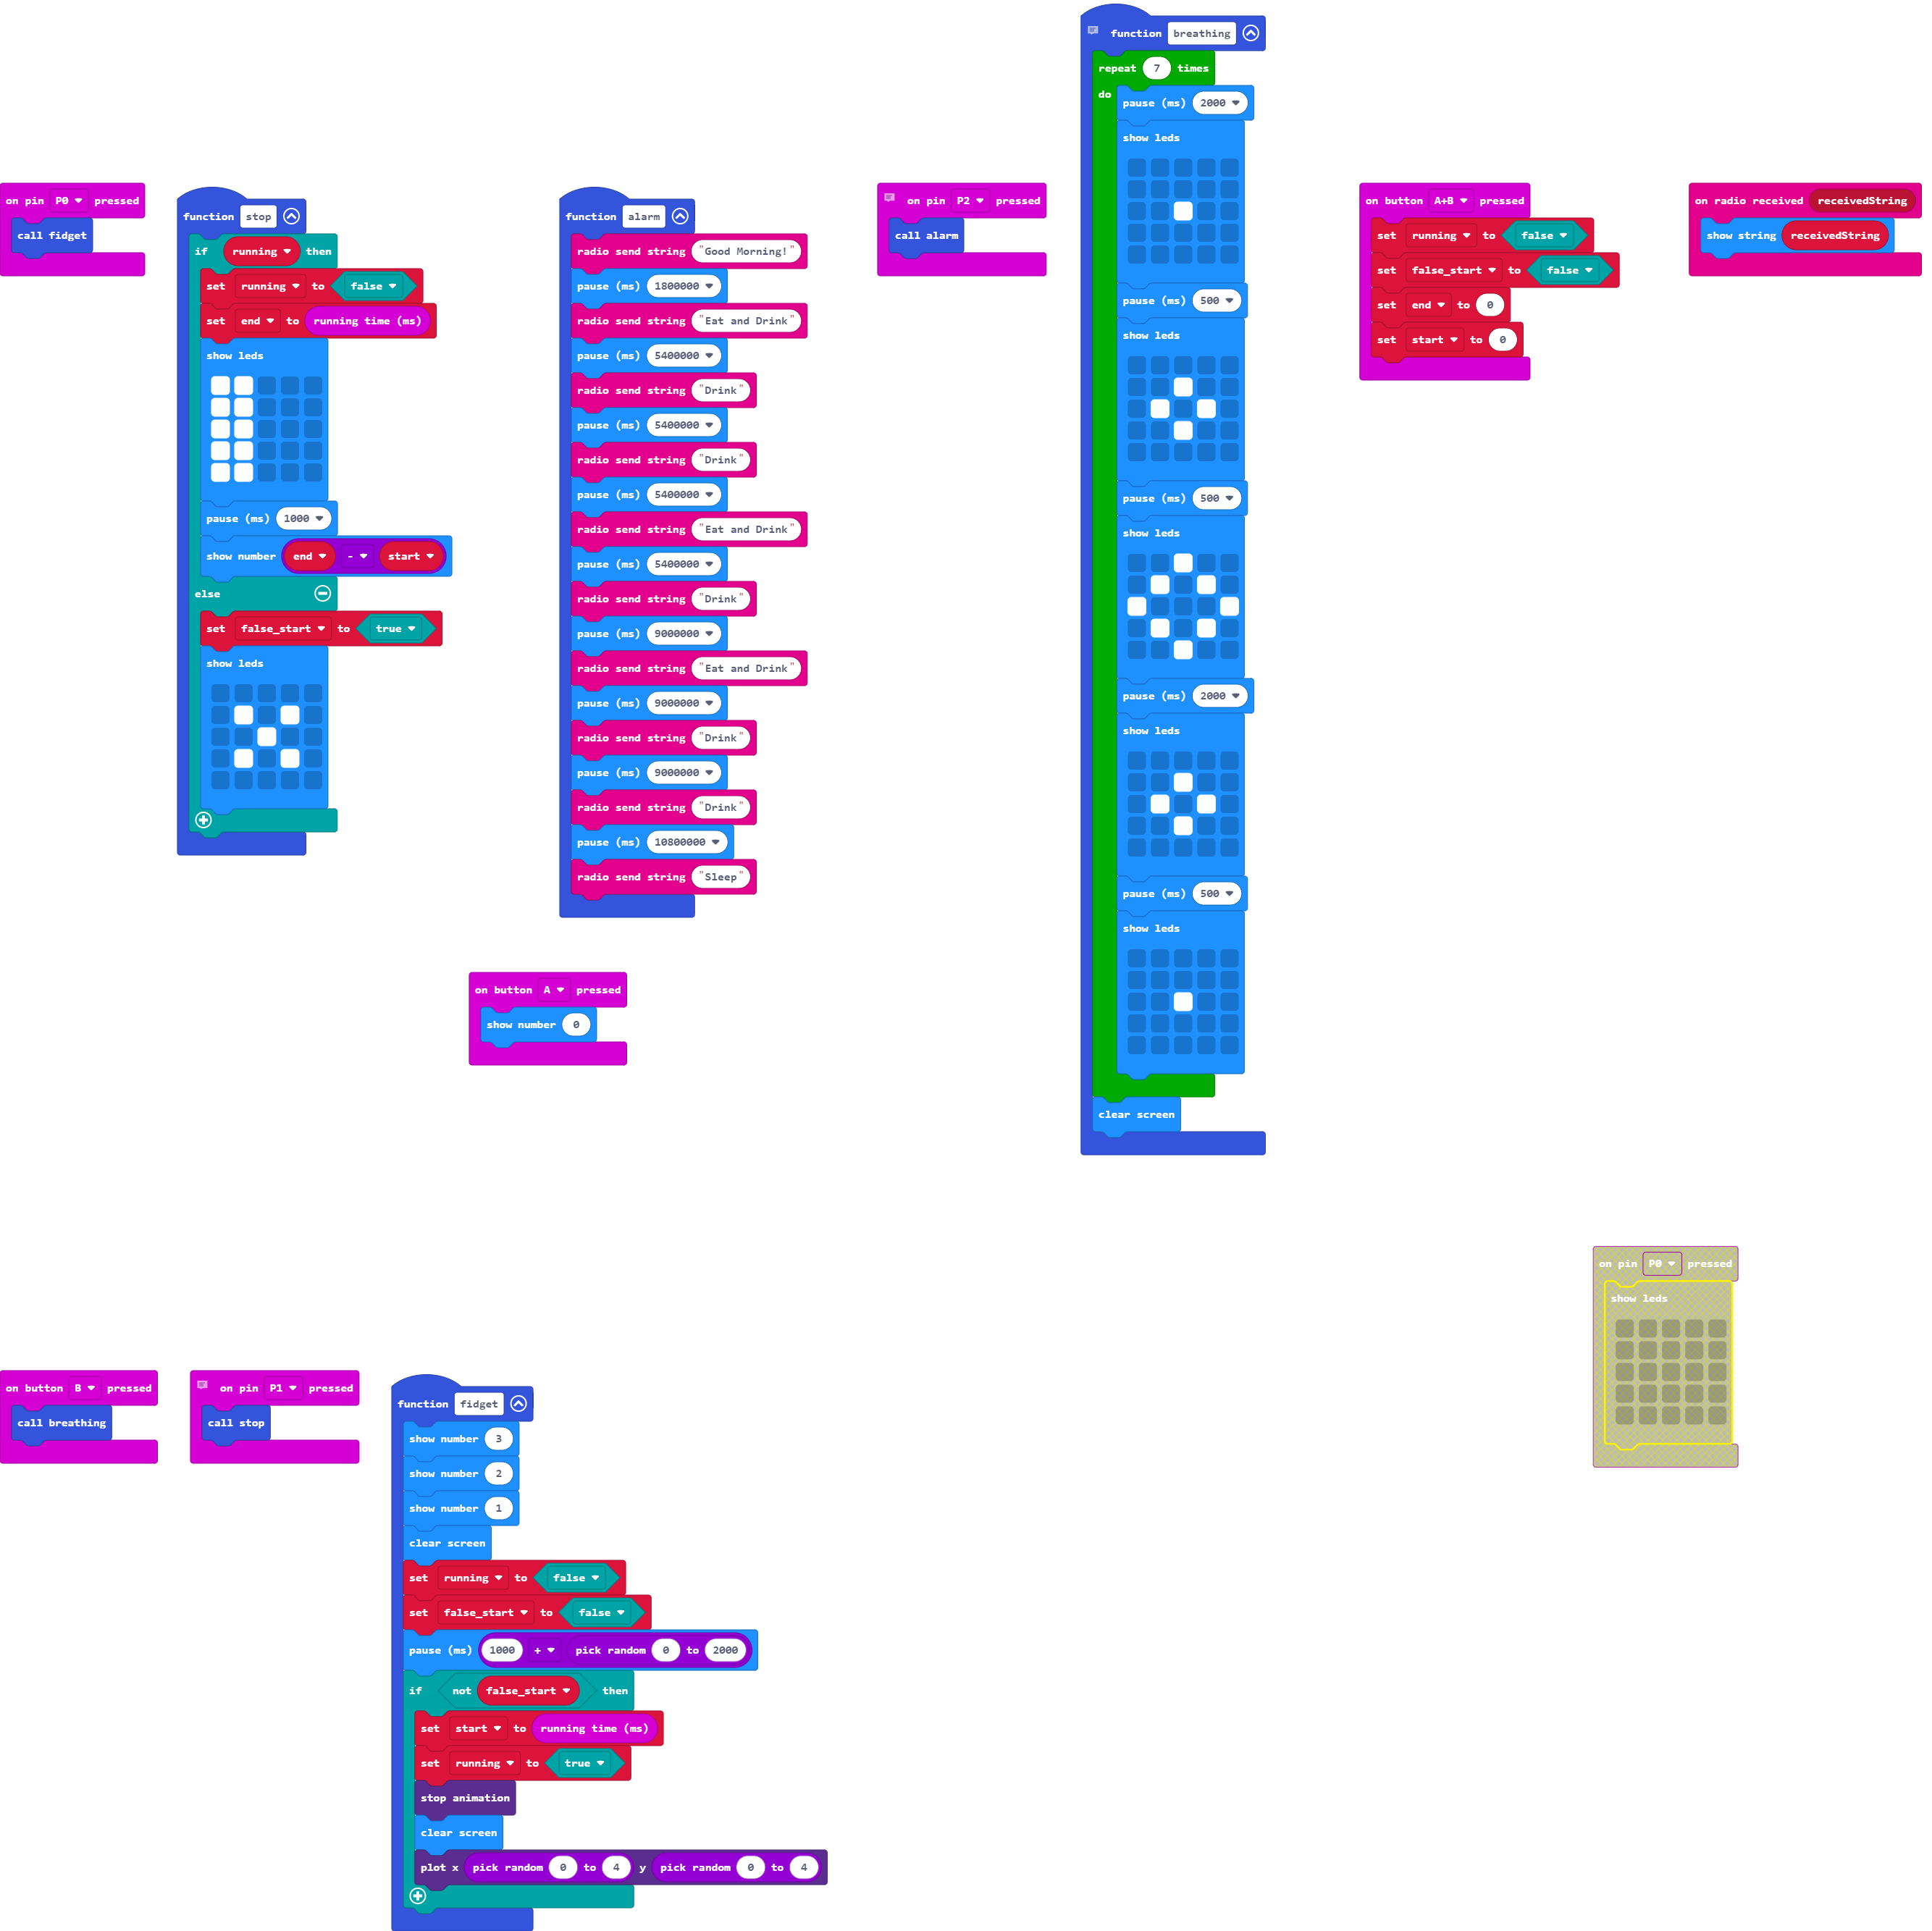 on pin P0 pressed
call fidget
function stop
if running then
set running to false
set end to running time (ms)
show leds
pause (ms) 1000
show number end - start
else
set false_start to true
show leds
function alarm
radio send string "Good Morning!"
pause (ms) 1800000
radio send string "Eat and Drink"
pause (ms) 5400000
radio send string "Drink"
pause (ms) 5400000
radio send string "Drink"
pause (ms) 5400000
radio send string "Eat and Drink"
pause (ms) 5400000
radio send string "Drink"
pause (ms) 9000000
radio send string "Eat and Drink"
pause (ms) 9000000
radio send string "Drink"
pause (ms) 9000000
radio send string "Drink"
pause (ms) 10800000
radio send string "Sleep"
on button A pressed
show number 0
on pin P2 pressed
call alarm
function breathing
repeat 7 times
do
pause (ms) 2000
show leds
pause (ms) 500
show leds
pause (ms) 500
show leds
pause (ms) 2000
show leds
pause (ms) 500
show leds
clear screen
on button A+B pressed
set running to false
set false_start to false
set end to 0
set start to 0
on radio received receivedString
show string receivedString
on pin P0 pressed
show leds
on button B pressed
call breathing
on pin P1 pressed
call stop
function fidget
show number 3
show number 2
show number 1
clear screen
set running to false
set false_start to false
pause (ms) 1000 + pick random 0 to 2000
if not false_start then
set start to running time (ms)
set running to true
stop animation
clear screen
plot x pick random 0 to 4 y pick random 0 to 4